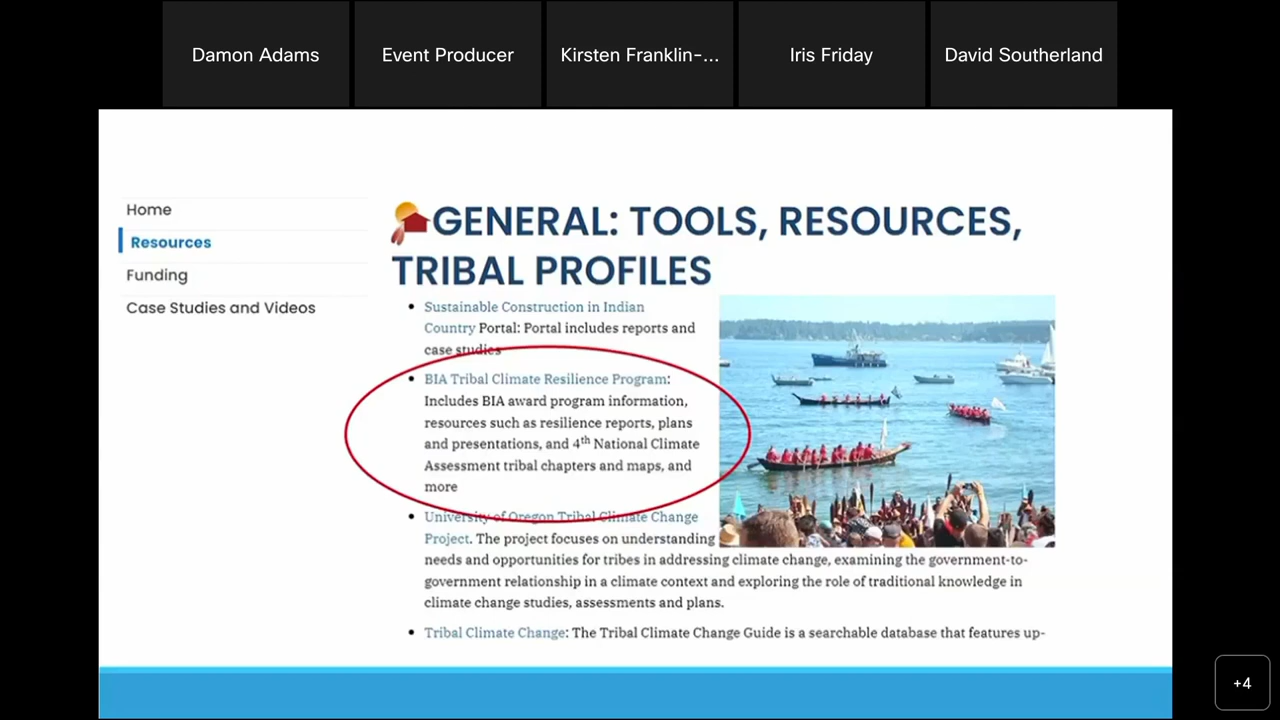 Damon Adams
Event Producer
Kirsten Franklin-...
Iris Friday
David Southerland
Home
Resources
Funding
Case Studies and Videos
GENERAL: TOOLS, RESOURCES,
TRIBAL PROFILES
• Sustainable Construction in Indian
Country Portal: Portal includes reports and
case studies
• BIA Tribal Climate Resilience Program:
Includes BIA award program information,
resources such as resilience reports, plans
and presentations, and 4th National Climate
Assessment tribal chapters and maps, and
more
• University of Oregon Tribal Climate Change
Project. The project focuses on understanding
needs and opportunities for tribes in addressing climate change, examining the government-to-
government relationship in a climate context and exploring the role of traditional knowledge in
climate change studies, assessments and plans.
• Tribal Climate Change: The Tribal Climate Change Guide is a searchable database that features up-
+4